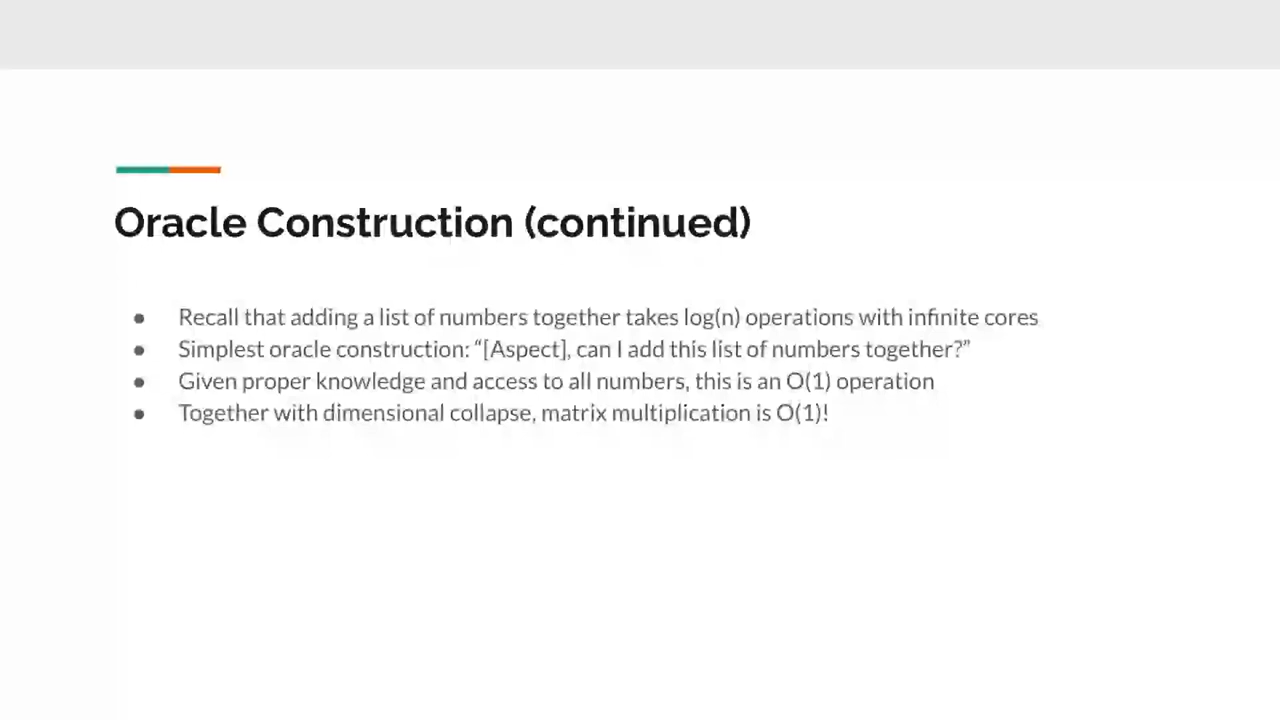 Oracle Construction (continued)
● Recall that adding a list of numbers together takes log(n) operations with infinite cores
● Simplest oracle construction: “[Aspect], can I add this list of numbers together?”
● Given proper knowledge and access to all numbers, this is an O(1) operation
● Together with dimensional collapse, matrix multiplication is O(1)!